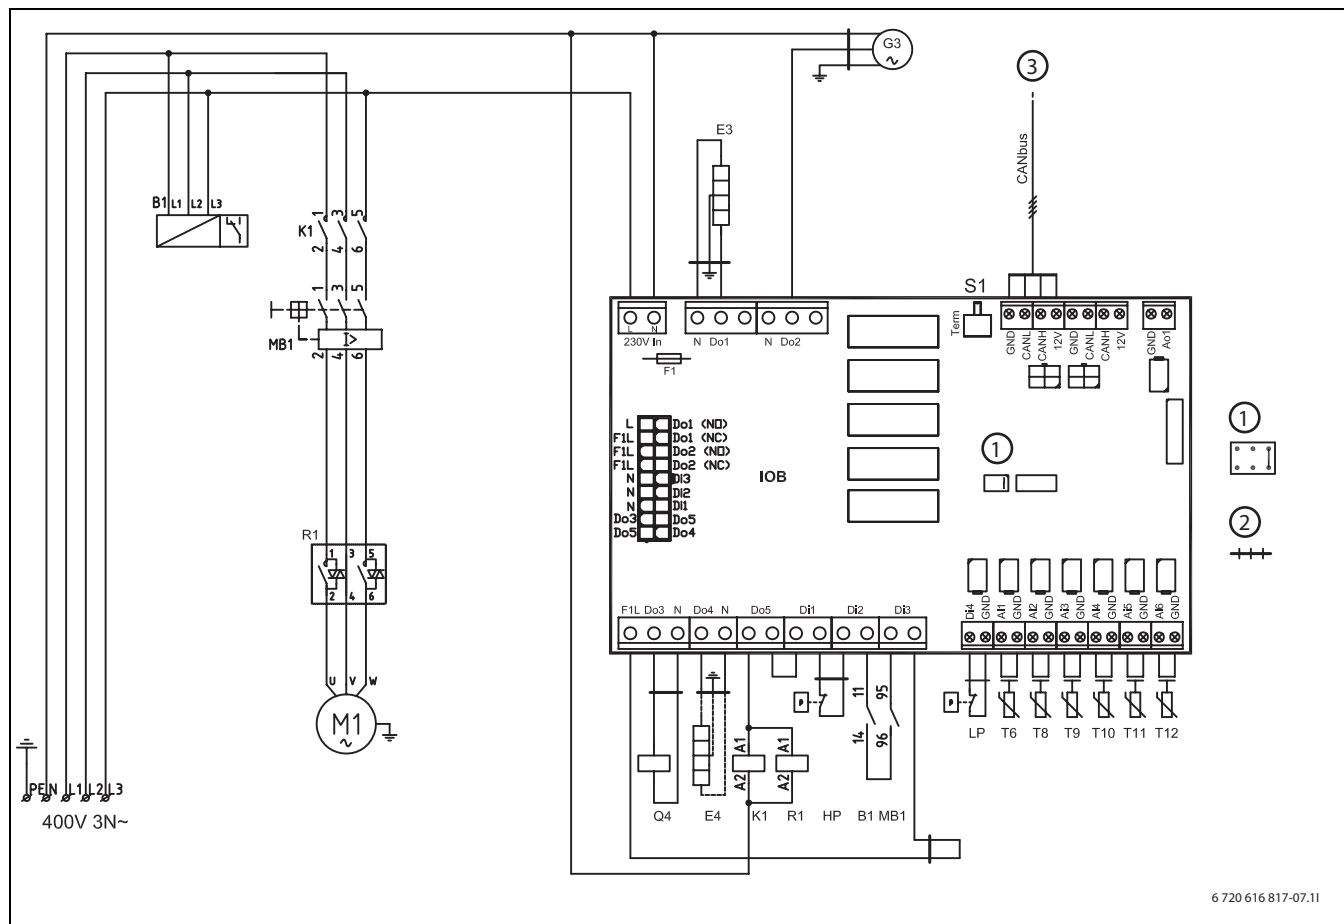 G3
3
E3
CANbus
B1 L1 L2 L3
K1
1 3 5
2 4 6
1 3 5
MB1
I>
2 4 6
S1
Term
L N
230V In
N Do1
N Do2
GND CANL CANH 12V GND CANL CANH 12V
GND Ao1
F1
L Do1 (NO)
F1L Do1 (NC)
F1L Do2 (NO)
F1L Do2 (NC)
N DI3
N DI2
N DI1
Do3 Do5
Do5 Do4
IOB
1
1
2
R1
1 3 5
2 4 6
F1L Do3 N Do4 N Do5 Di1 Di2 Di3
Di4 GND AI1 GND AI2 GND AI3 GND AI4 GND AI5 GND AI6 GND
U V W
M1
P
11 95
14 96
P
A1 A1
A2 A2
LP T6 T8 T9 T10 T11 T12
PE N L1 L2 L3
400V 3N~
Q4 E4 K1 R1 HP B1 MB1
6 720 616 817-07.1I